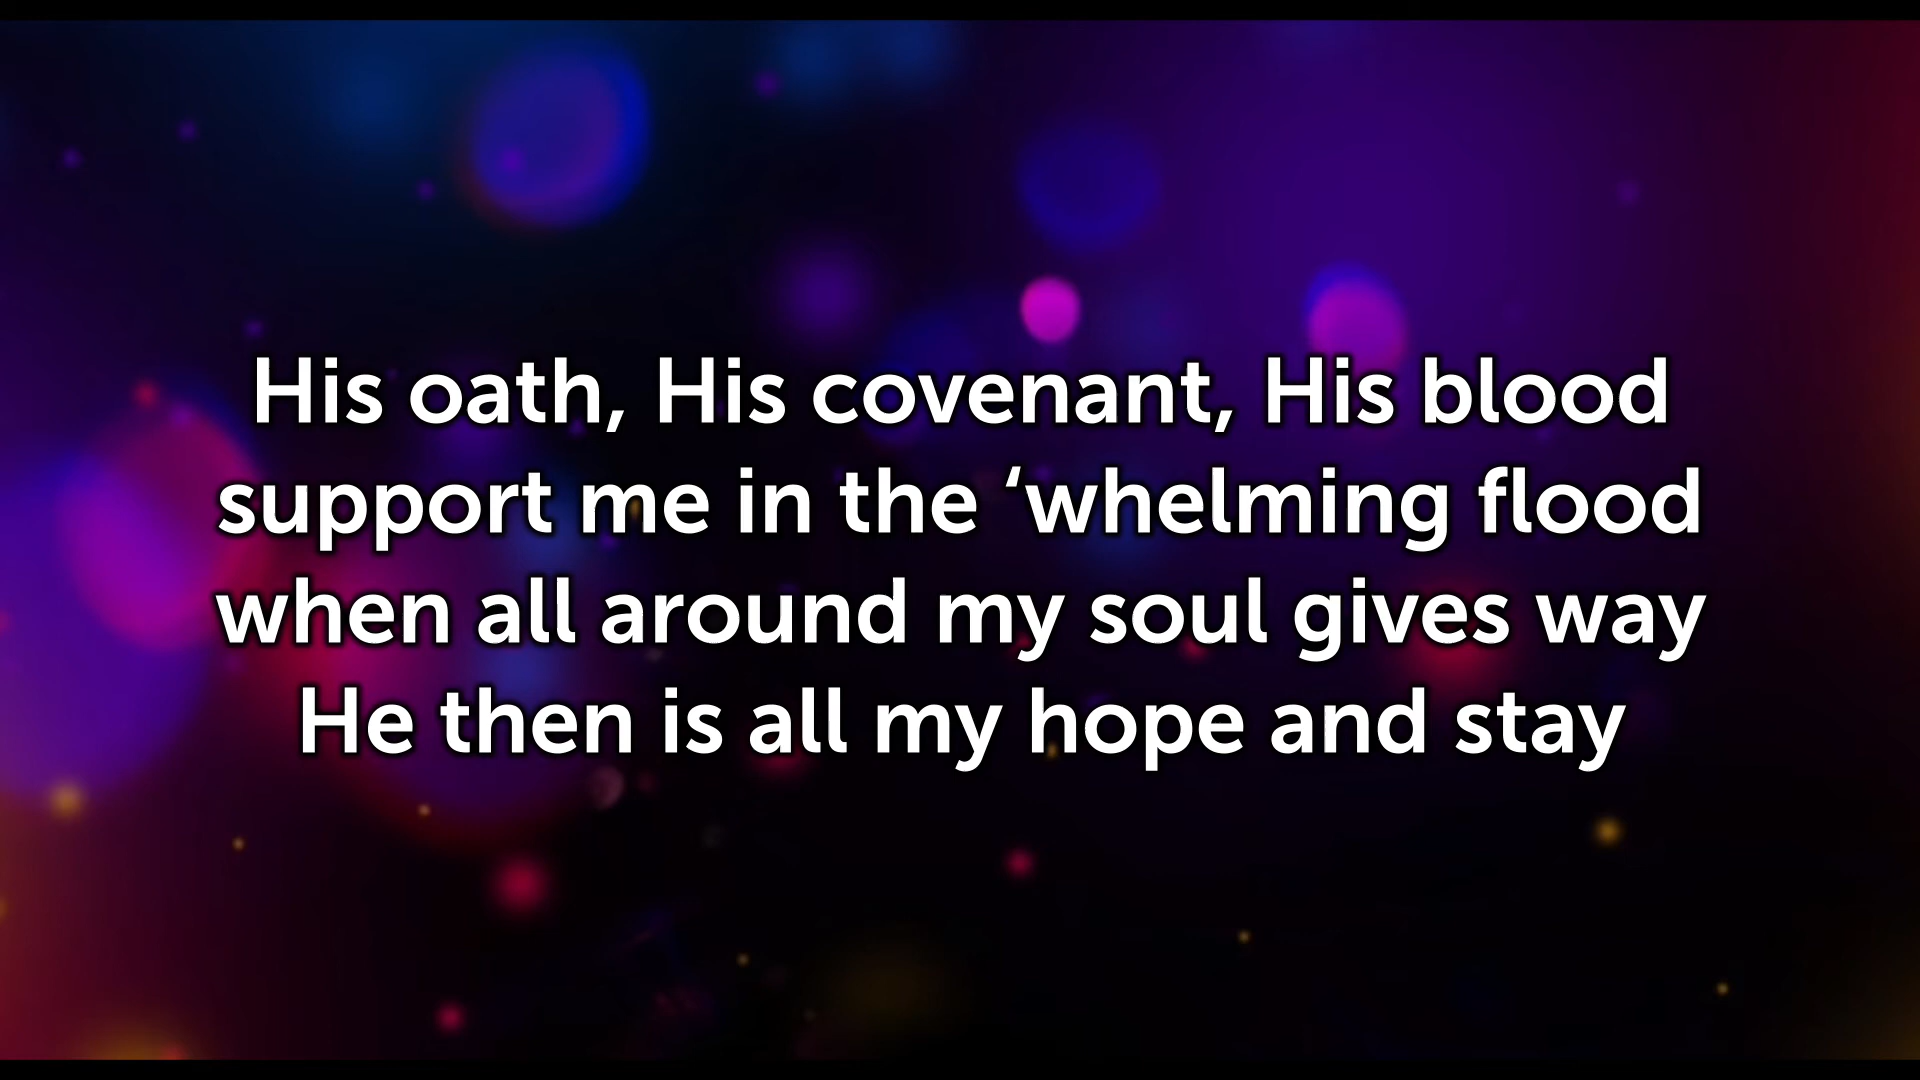 His oath, His covenant, His blood
support me in the ‘whelming flood
when all around my soul gives way
He then is all my hope and stay